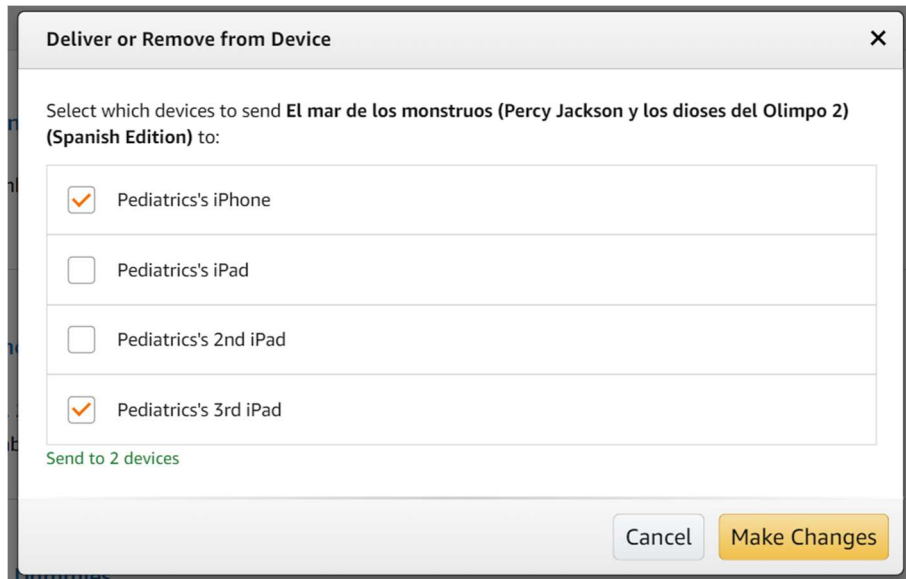 Deliver or Remove from Device
Select which devices to send El mar de los monstruos (Percy Jackson y los dioses del Olimpo 2)
(Spanish Edition) to:
Pediatrics's iPhone
Pediatrics's iPad
Pediatrics's 2nd iPad
Pediatrics's 3rd iPad
Send to 2 devices
Cancel
Make Changes